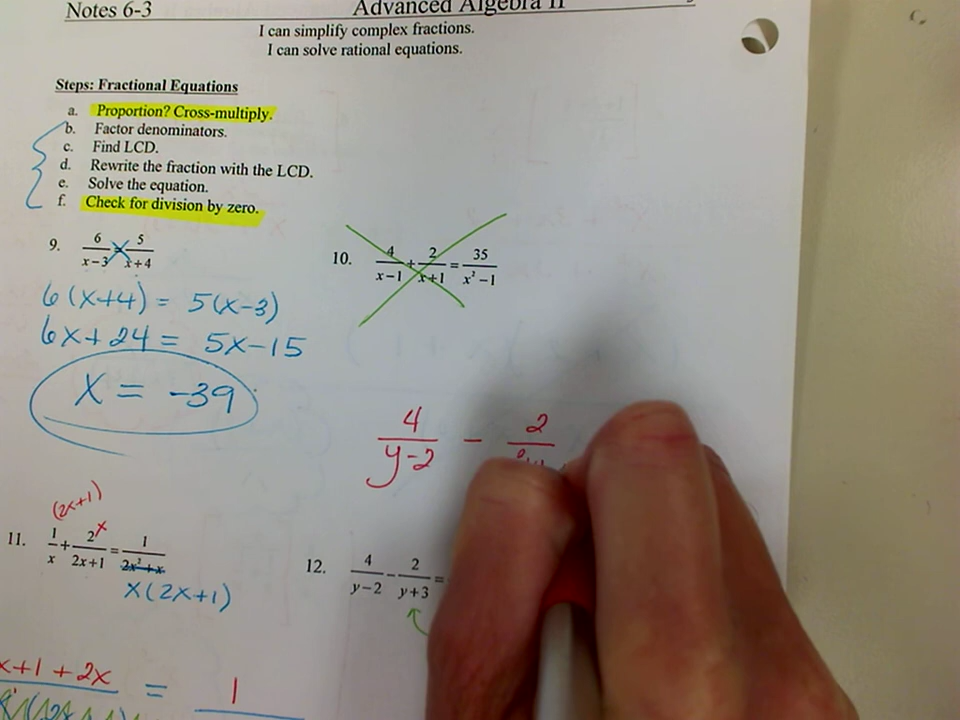 Notes 6-3
Advanced Algebra II
I can simplify complex fractions.
I can solve rational equations.
Steps: Fractional Equations
a. Proportion? Cross-multiply.
b. Factor denominators.
c. Find LCD.
d. Rewrite the fraction with the LCD.
e. Solve the equation.
f. Check for division by zero.
9. 6/(x-3) = 5/(x+4)
6(x+4) = 5(x-3)
6x+24 = 5x-15
x = -39
10. 4/(x-1) + 2/(x+1) = 35/(x²-1)
4/(y-2) - 2
(2x+1)
x
11. 1/x + 2/(2x+1) = 1/(2x²+x)
x(2x+1)
12. 4/(y-2) - 2/(y+3) =
x+1 + 2x = 1